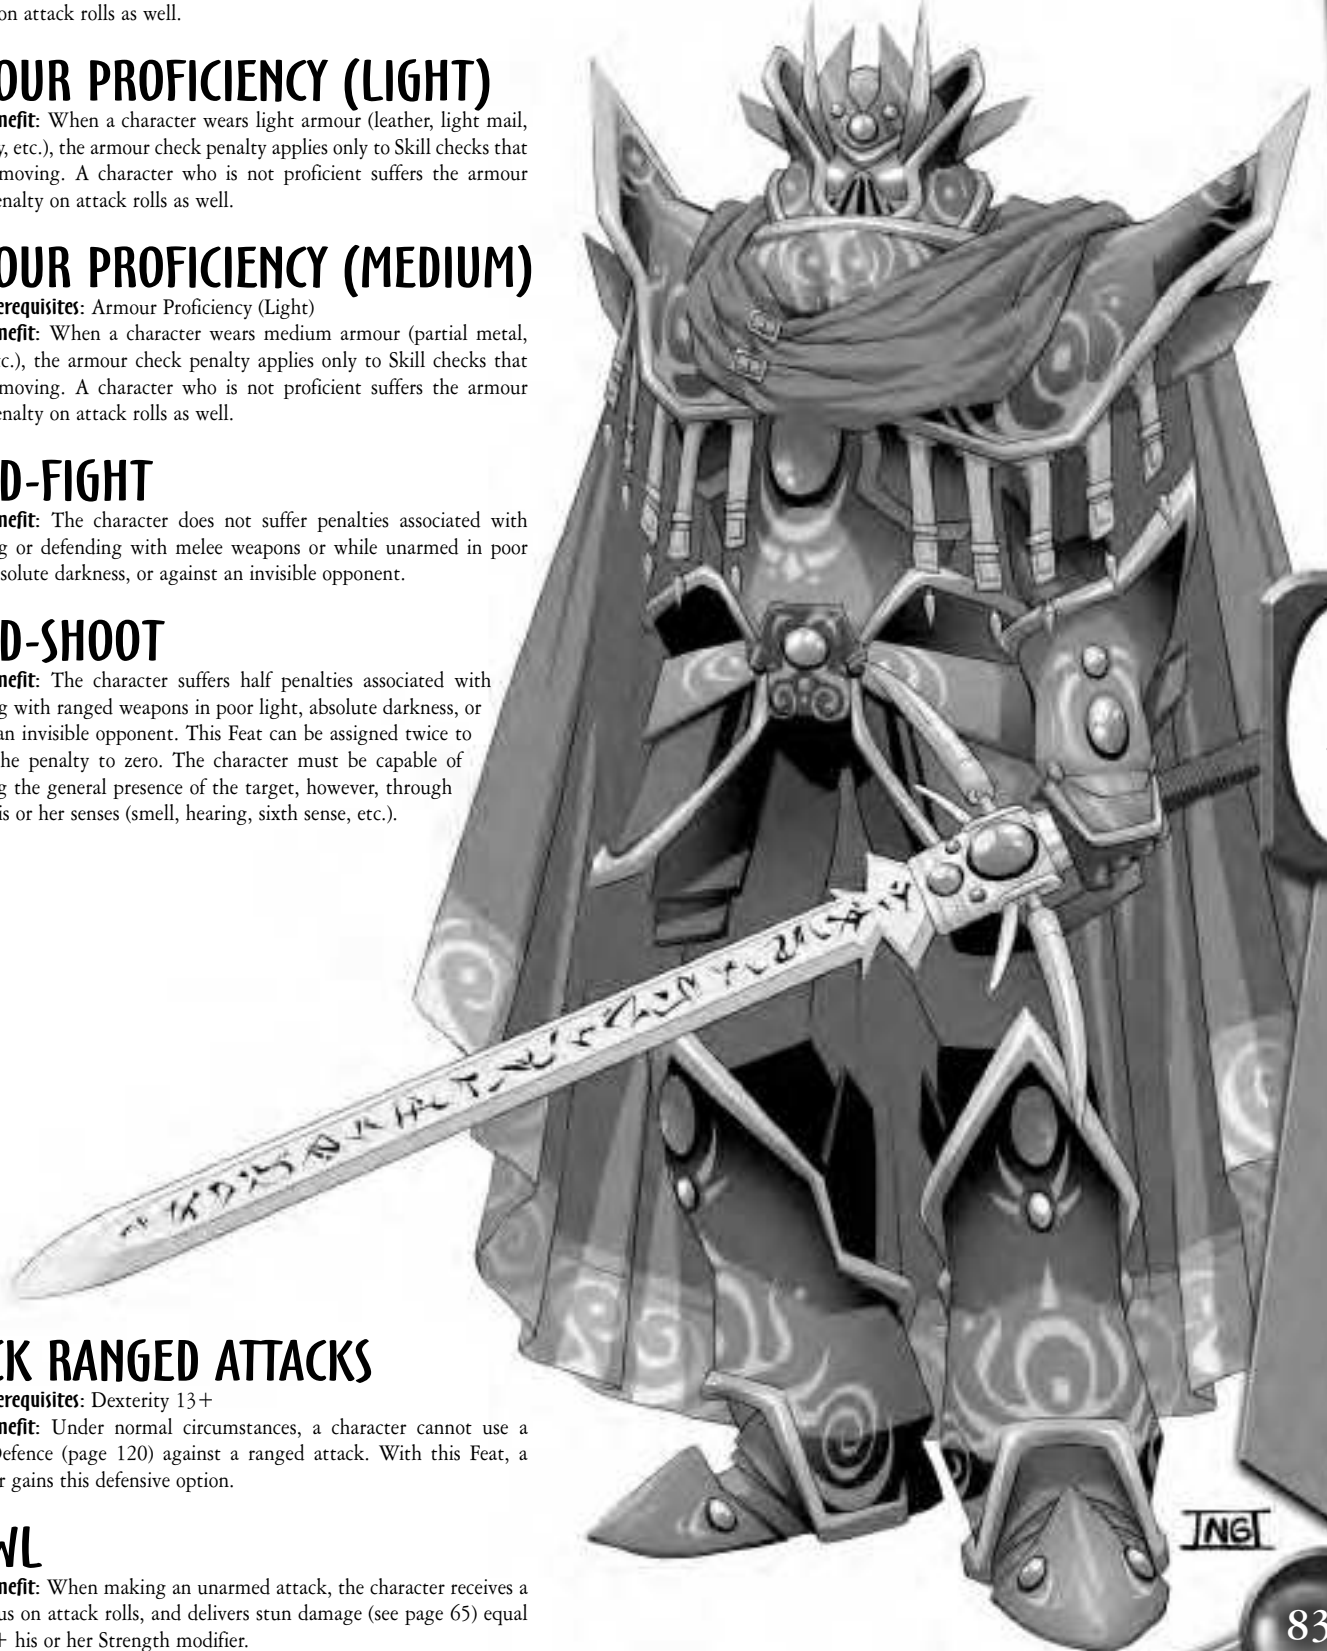 on attack rolls as well.
OUR PROFICIENCY (LIGHT)
nefit: When a character wears light armour (leather, light mail,
y, etc.), the armour check penalty applies only to Skill checks that
moving. A character who is not proficient suffers the armour
enalty on attack rolls as well.
OUR PROFICIENCY (MEDIUM)
erequisites: Armour Proficiency (Light)
nefit: When a character wears medium armour (partial metal,
tc.), the armour check penalty applies only to Skill checks that
moving. A character who is not proficient suffers the armour
enalty on attack rolls as well.
D-FIGHT
nefit: The character does not suffer penalties associated with
g or defending with melee weapons or while unarmed in poor
solute darkness, or against an invisible opponent.
D-SHOOT
nefit: The character suffers half penalties associated with
g with ranged weapons in poor light, absolute darkness, or
an invisible opponent. This Feat can be assigned twice to
he penalty to zero. The character must be capable of
g the general presence of the target, however, through
is or her senses (smell, hearing, sixth sense, etc.).
CK RANGED ATTACKS
erequisites: Dexterity 13+
nefit: Under normal circumstances, a character cannot use a
Defence (page 120) against a ranged attack. With this Feat, a
r gains this defensive option.
WL
nefit: When making an unarmed attack, the character receives a
us on attack rolls, and delivers stun damage (see page 65) equal
+ his or her Strength modifier.
83